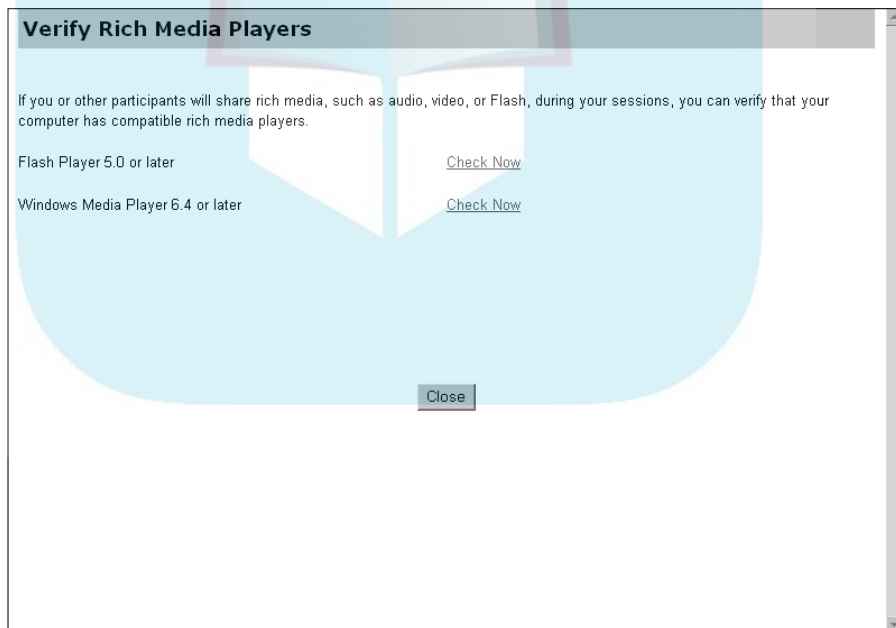 Verify Rich Media Players
If you or other participants will share rich media, such as audio, video, or Flash, during your sessions, you can verify that your
computer has compatible rich media players.
Flash Player 5.0 or later Check Now
Windows Media Player 6.4 or later Check Now
Close